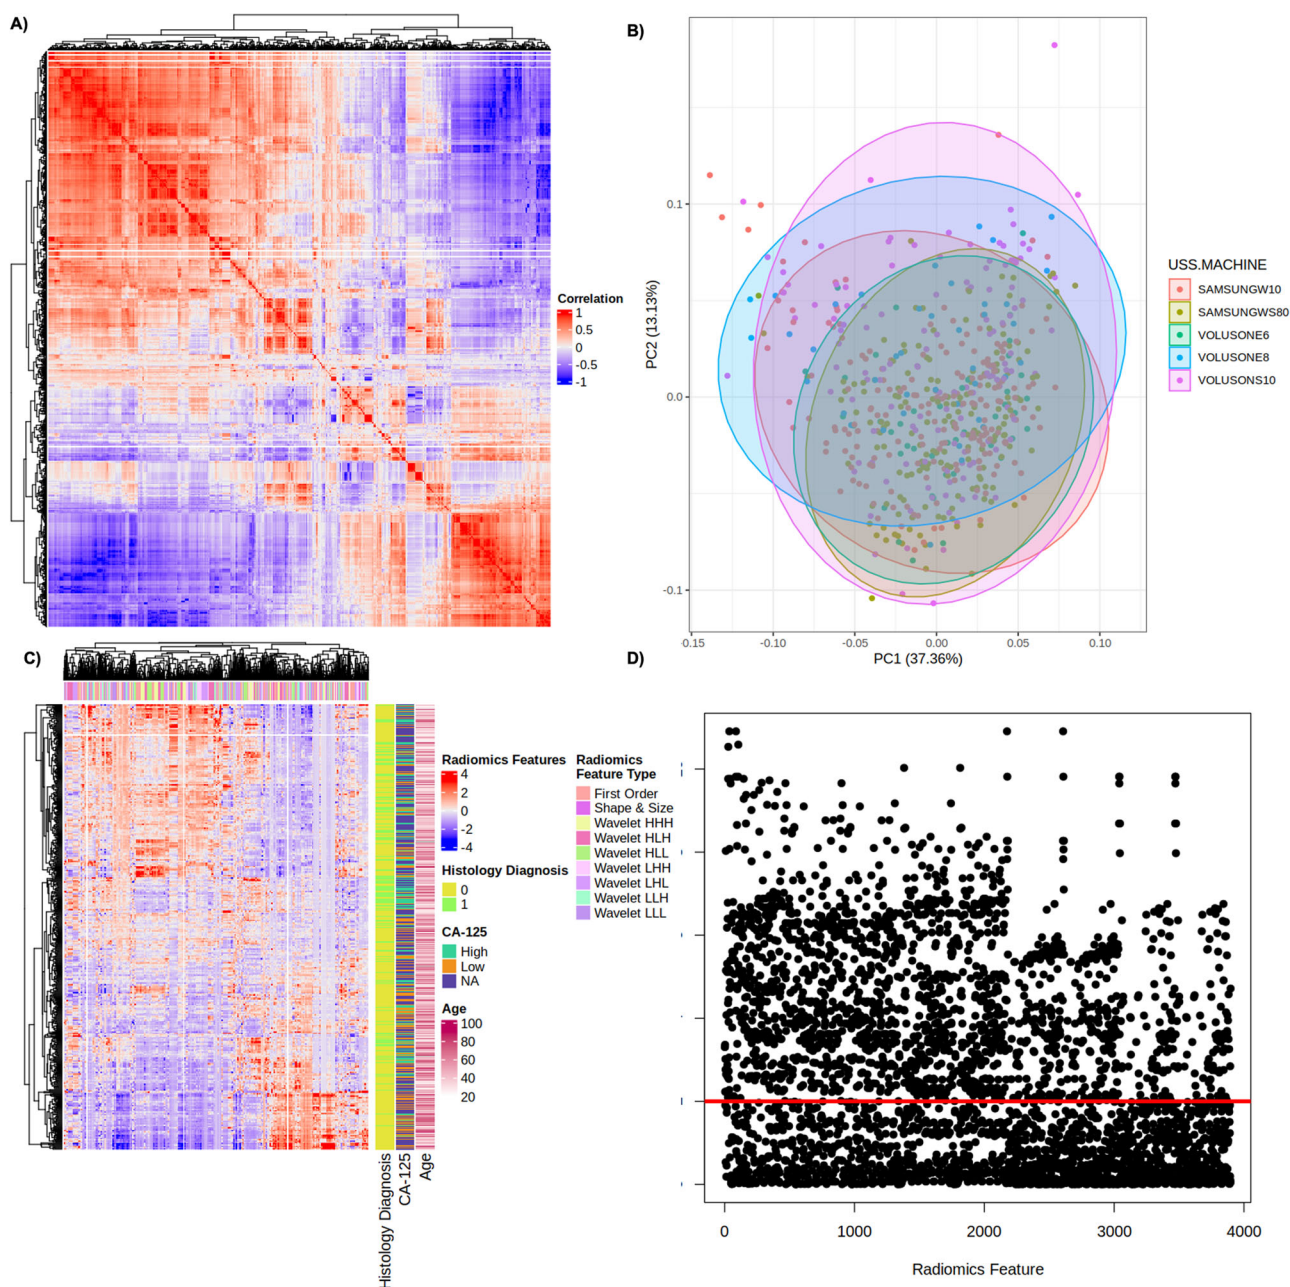 A)
Correlation
1
0.5
0
-0.5
-1
B)
PC2 (13.13%)
0.1
0.0
-0.1
-0.15
-0.10
-0.05
0.00
0.05
0.10
PC1 (37.36%)
USS.MACHINE
SAMSUNGW10
SAMSUNGWS80
VOLUSONE6
VOLUSONE8
VOLUSONS10
C)
Radiomics Features
4
2
0
-2
-4
Histology Diagnosis
0
1
CA-125
High
Low
NA
Age
100
80
60
40
20
Radiomics
Feature Type
First Order
Shape & Size
Wavelet HHH
Wavelet HLH
Wavelet HLL
Wavelet LHH
Wavelet LHL
Wavelet LLH
Wavelet LLL
Histology Diagnosis
CA-125
Age
D)
0
1000
2000
3000
4000
Radiomics Feature